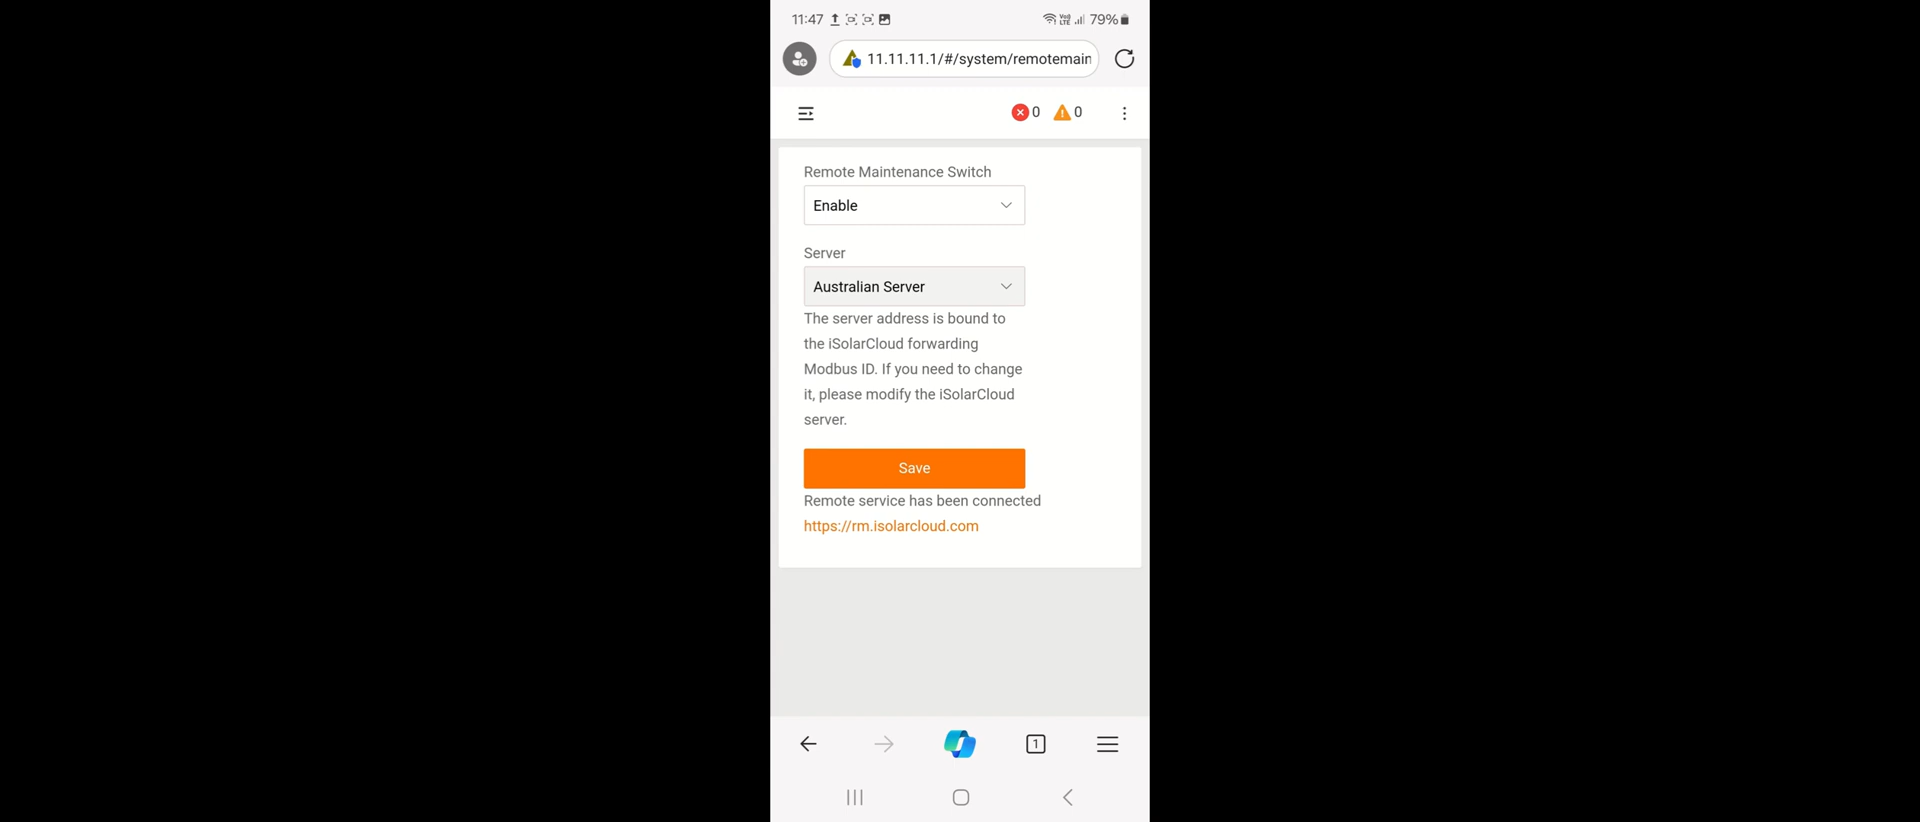 11:47
79%
11.11.11.1/#/system/remotemain
0 0
Remote Maintenance Switch
Enable
Server
Australian Server
The server address is bound to
the iSolarCloud forwarding
Modbus ID. If you need to change
it, please modify the iSolarCloud
server.
Save
Remote service has been connected
https://rm.isolarcloud.com
1